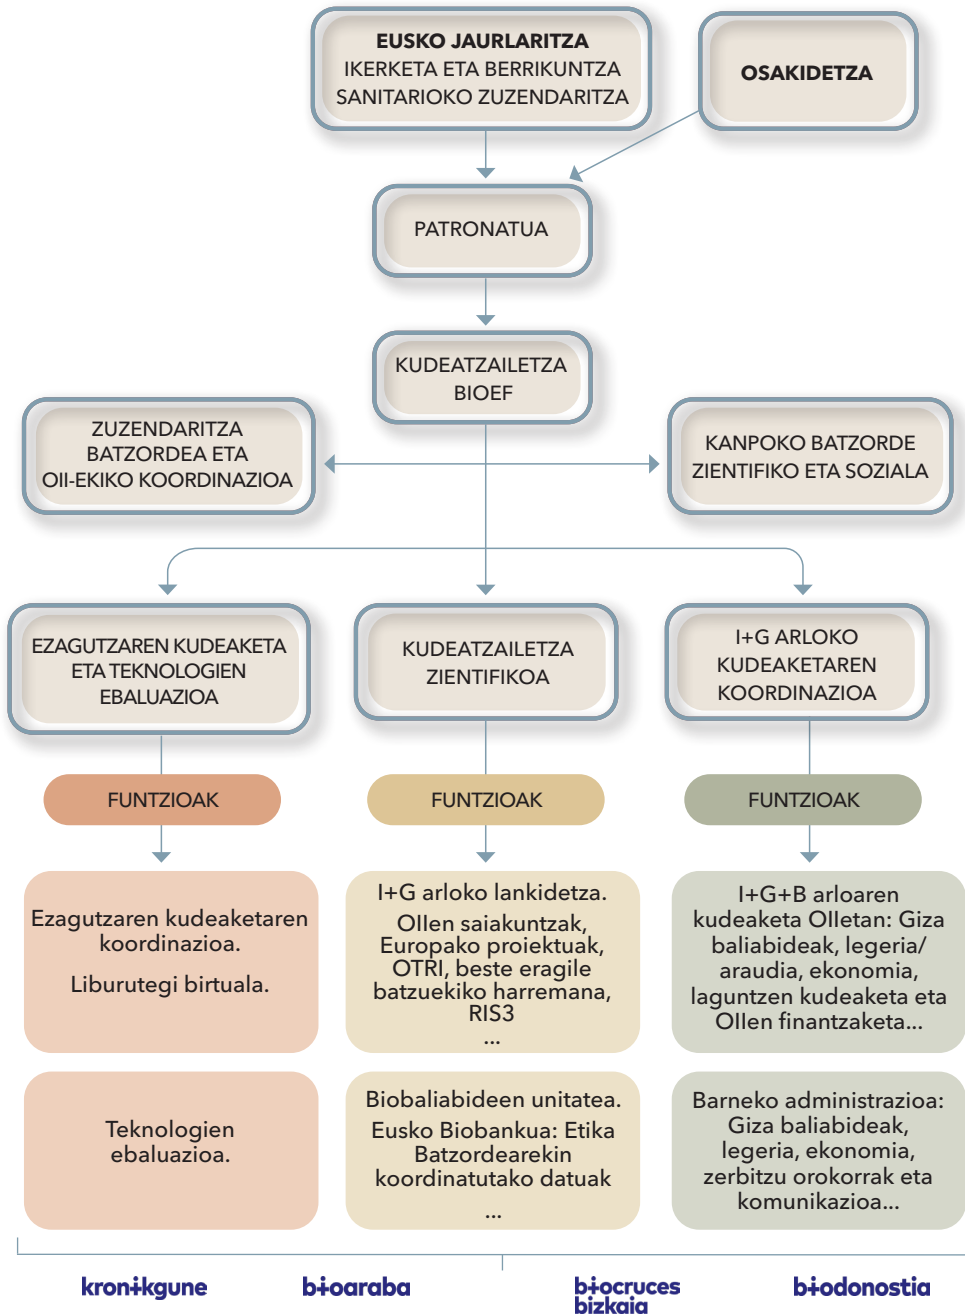 EUSKO JAURLARITZA
IKERKETA ETA BERRIKUNTZA
SANITARIOKO ZUZENDARITZA
OSAKIDETZA
PATRONATUA
KUDEATZAILETZA
BIOEF
ZUZENDARITZA
BATZORDEA ETA
OII-EKIKO KOORDINAZIOA
KANPOKO BATZORDE
ZIENTIFIKO ETA SOZIALA
EZAGUTZAREN KUDEAKETA
ETA TEKNOLOGIEN
EBALUAZIOA
KUDEATZAILETZA
ZIENTIFIKOA
I+G ARLOKO
KUDEAKETAREN
KOORDINAZIOA
FUNTZIOAK
FUNTZIOAK
FUNTZIOAK
Ezagutzaren kudeaketaren
koordinazioa.
Liburutegi birtuala.
I+G arloko lankidetza.
OIIen saiakuntzak,
Europako proiektuak,
OTRI, beste eragile
batzuekiko harremana,
RIS3
...
I+G+B arloaren
kudeaketa OIIetan: Giza
baliabideak, legeria/
araudia, ekonomia,
laguntzen kudeaketa eta
OIIen finantzaketa...
Teknologien
ebaluazioa.
Biobaliabideen unitatea.
Eusko Biobankua: Etika
Batzordearekin
koordinatutako datuak
...
Barneko administrazioa:
Giza baliabideak,
legeria, ekonomia,
zerbitzu orokorrak eta
komunikazioa...
kronikgune
bioaraba
biocruces
bizkaia
biodonostia